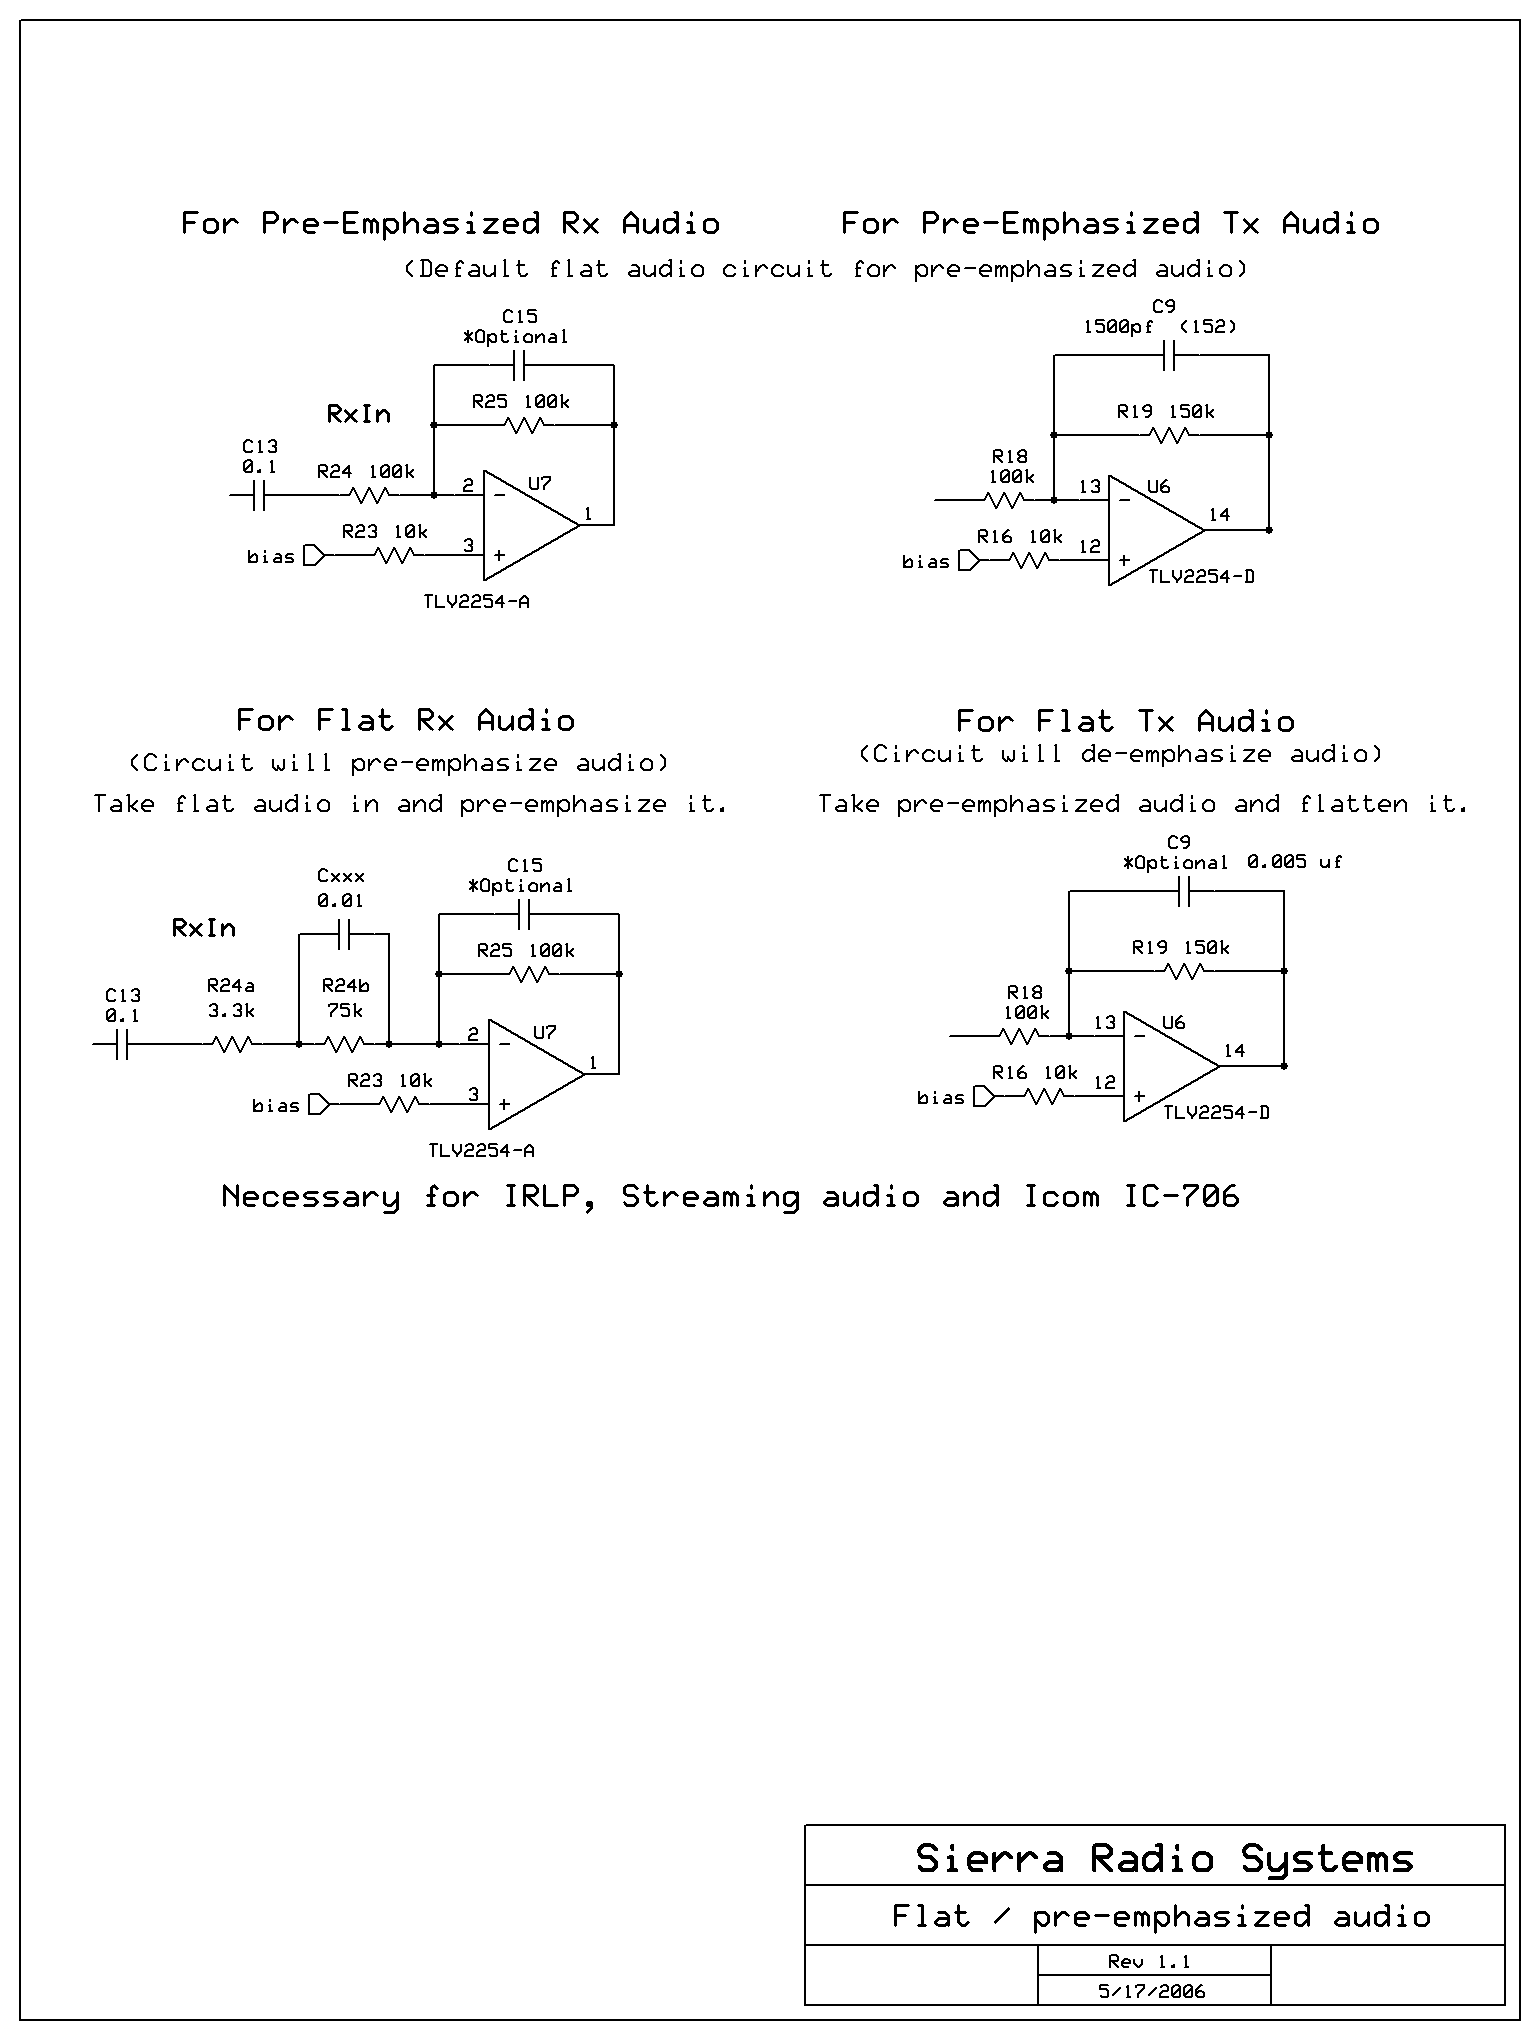 For Pre-Emphasized Rx Audio
For Pre-Emphasized Tx Audio
(Default flat audio circuit for pre-emphasized audio)
C15
*Optional
R25 100k
RxIn
C13
0.1
R24 100k
2
U7
-
1
R23 10k
3
bias
+
TLV2254-A
C9
1500pf (152)
R19 150k
R18
100k
13
U6
-
14
R16 10k
12
bias
+
TLV2254-D
For Flat Rx Audio
(Circuit will pre-emphasize audio)
Take flat audio in and pre-emphasize it.
C15
*Optional
Cxxx
0.01
RxIn
R25 100k
R24a
3.3k
R24b
75k
C13
0.1
2
U7
-
1
R23 10k
3
bias
+
TLV2254-A
For Flat Tx Audio
(Circuit will de-emphasize audio)
Take pre-emphasized audio and flatten it.
C9
*Optional 0.005 uf
R19 150k
R18
100k
13
U6
-
14
R16 10k
12
bias
+
TLV2254-D
Necessary for IRLP, Streaming audio and Icom IC-706
Sierra Radio Systems
Flat / pre-emphasized audio
Rev 1.1
5/17/2006